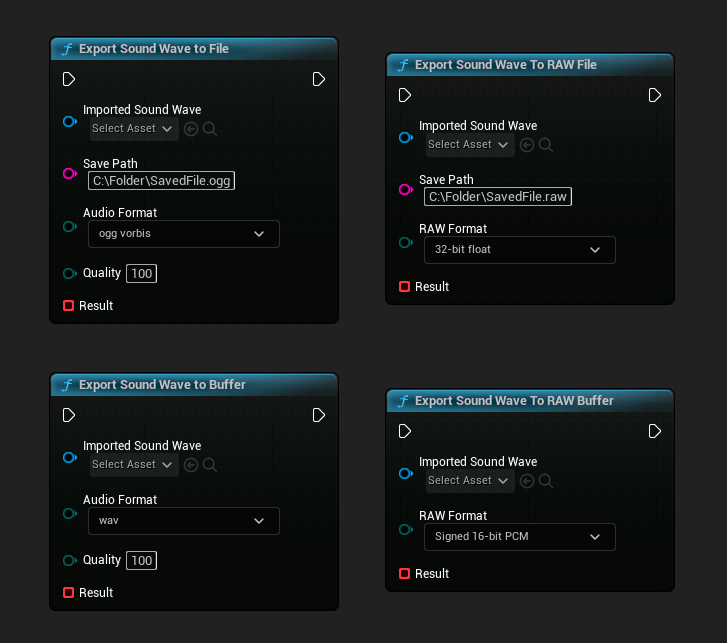 Export Sound Wave to File
Imported Sound Wave
Select Asset
Save Path
C:\Folder\SavedFile.ogg
Audio Format
ogg vorbis
Quality 100
Result
Export Sound Wave To RAW File
Imported Sound Wave
Select Asset
Save Path
C:\Folder\SavedFile.raw
RAW Format
32-bit float
Result
Export Sound Wave to Buffer
Imported Sound Wave
Select Asset
Audio Format
wav
Quality 100
Result
Export Sound Wave To RAW Buffer
Imported Sound Wave
Select Asset
RAW Format
Signed 16-bit PCM
Result